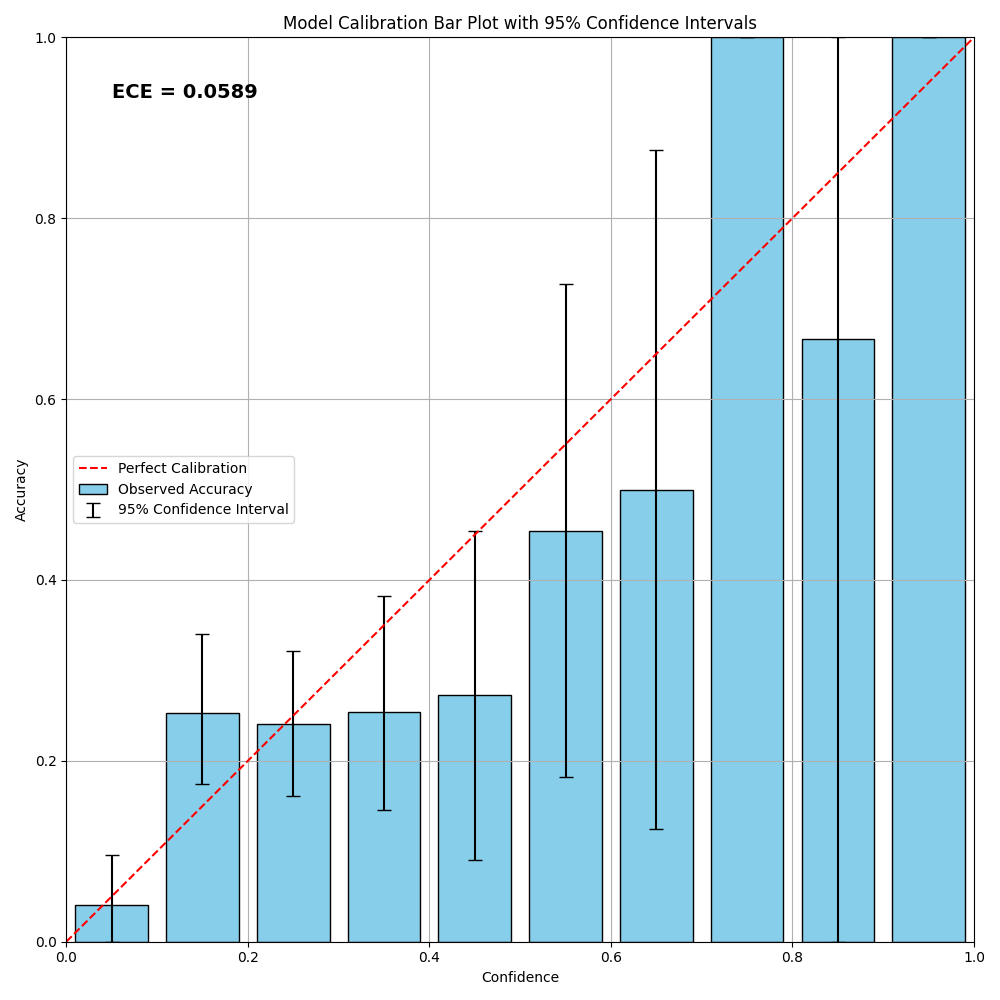 Model Calibration Bar Plot with 95% Confidence Intervals
1.0
ECE = 0.0589
0.8
0.6
Accuracy
Perfect Calibration
Observed Accuracy
95% Confidence Interval
0.4
0.2
0.0
0.0 0.2 0.4 0.6 0.8 1.0
Confidence